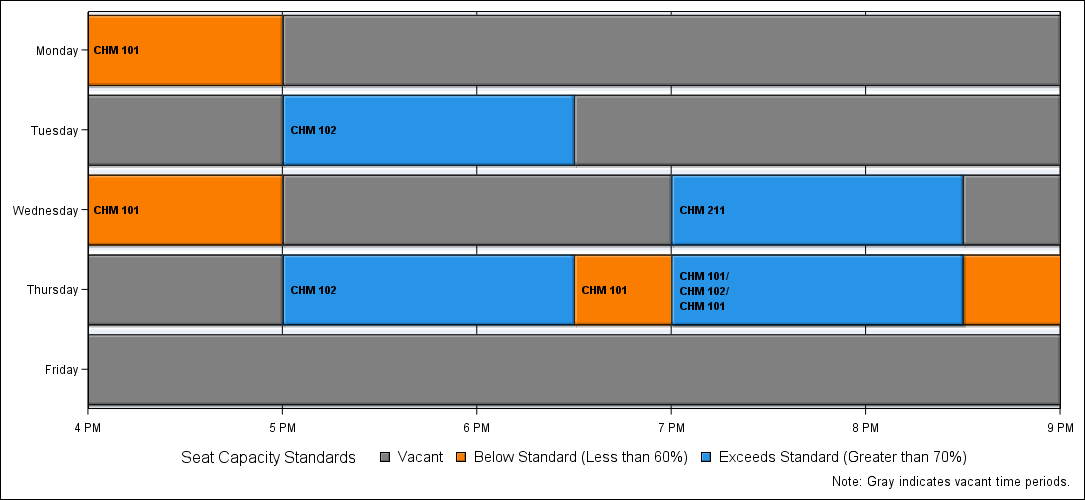 Monday
CHM 101
Tuesday
CHM 102
Wednesday
CHM 101
CHM 211
Thursday
CHM 102
CHM 101
CHM 101/
CHM 102/
CHM 101
Friday
4 PM
5 PM
6 PM
7 PM
8 PM
9 PM
Seat Capacity Standards
Vacant
Below Standard (Less than 60%)
Exceeds Standard (Greater than 70%)
Note: Gray indicates vacant time periods.